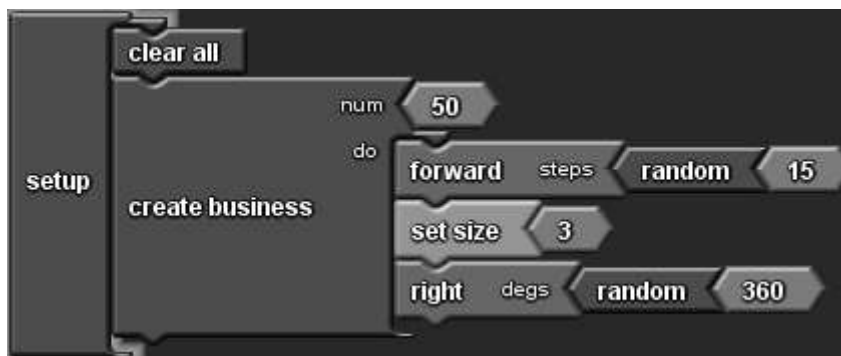 clear all
num 50
do
forward steps random 15
setup
create business
set size 3
right degs random 360